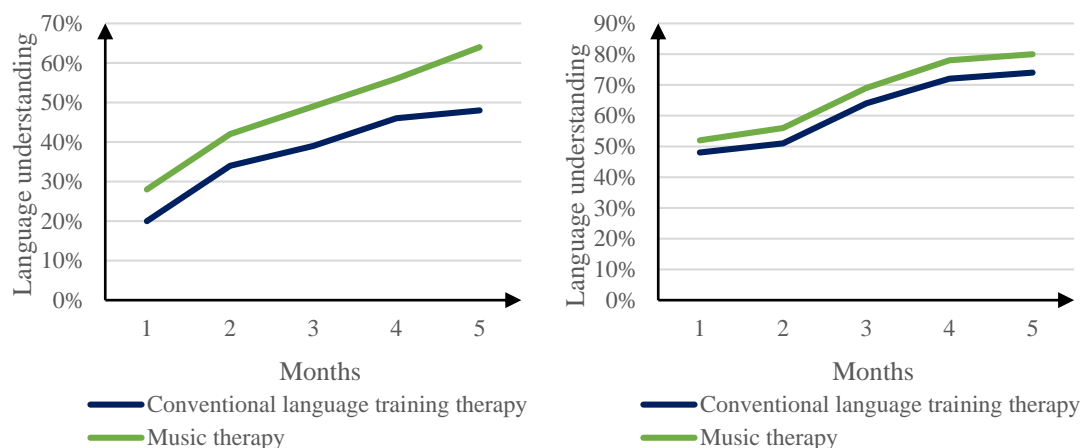 Language understanding
70%
60%
50%
40%
30%
20%
10%
0%
1 2 3 4 5
Months
Conventional language training therapy
Music therapy
Language understanding
90%
80%
70%
60%
50%
40%
30%
20%
10%
0%
1 2 3 4 5
Months
Conventional language training therapy
Music therapy